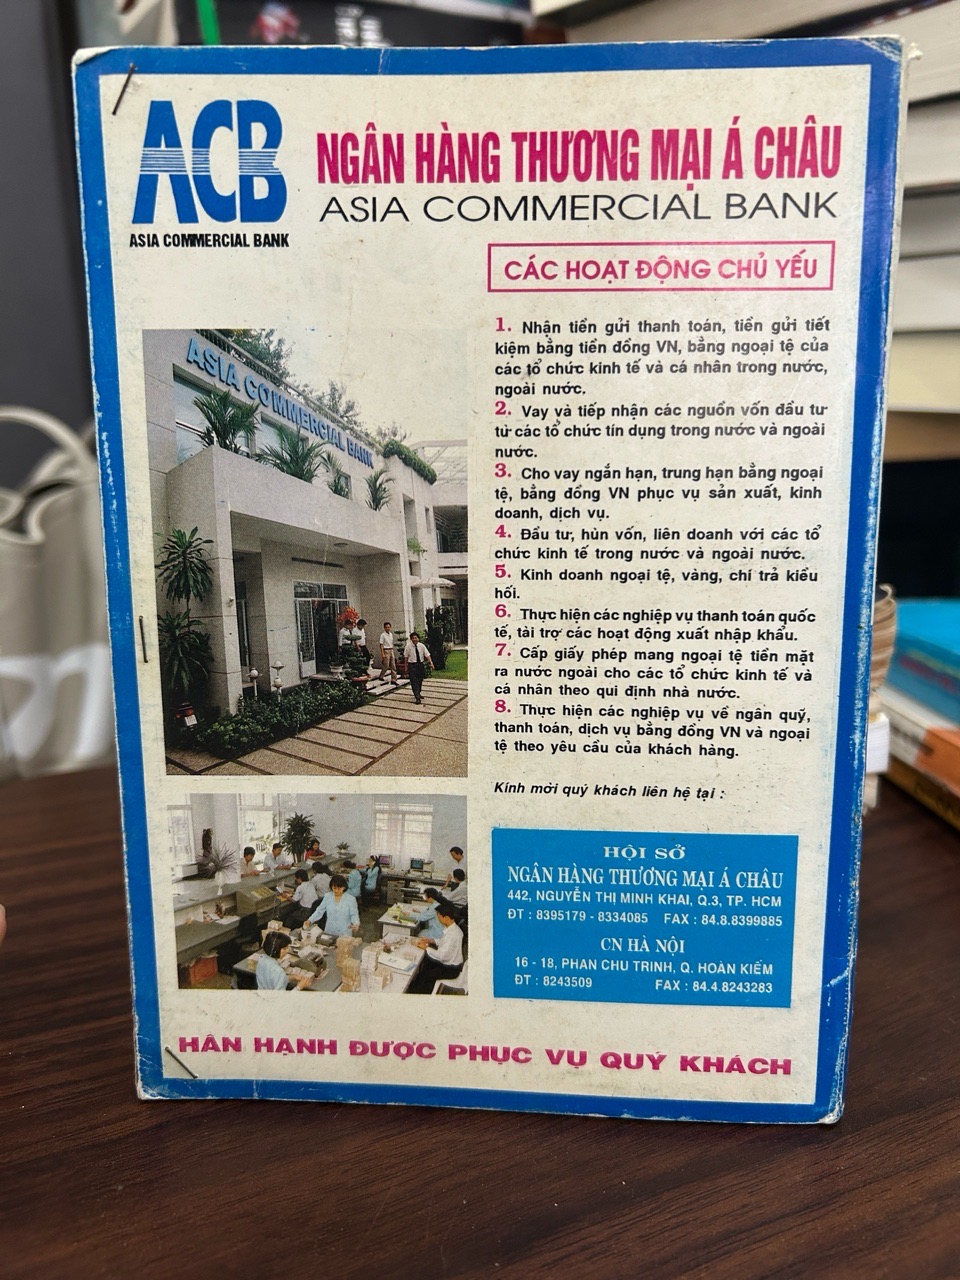 ACB
ASIA COMMERCIAL BANK
NGÂN HÀNG THƯƠNG MẠI Á CHÂU
ASIA COMMERCIAL BANK
CÁC HOẠT ĐỘNG CHỦ YẾU
ASIA COMMERCIAL BANK
1. Nhận tiền gửi thanh toán, tiền gửi tiết
kiệm bằng tiền đồng VN, bằng ngoại tệ của
các tổ chức kinh tế và cá nhân trong nước,
ngoài nước.
2. Vay và tiếp nhận các nguồn vốn đầu tư
từ các tổ chức tín dụng trong nước và ngoài
nước.
3. Cho vay ngắn hạn, trung hạn bằng ngoại
tệ, bằng đồng VN phục vụ sản xuất, kinh
doanh, dịch vụ.
4. Đầu tư, hùn vốn, liên doanh với các tổ
chức kinh tế trong nước và ngoài nước.
5. Kinh doanh ngoại tệ, vàng, chi trả kiều
hối.
6. Thực hiện các nghiệp vụ thanh toán quốc
tế, tài trợ các hoạt động xuất nhập khẩu.
7. Cấp giấy phép mang ngoại tệ tiền mặt
ra nước ngoài cho các tổ chức kinh tế và
cá nhân theo qui định nhà nước.
8. Thực hiện các nghiệp vụ về ngân quỹ,
thanh toán, dịch vụ bằng đồng VN và ngoại
tệ theo yêu cầu của khách hàng.
Kính mời quý khách liên hệ tại :
HỘI SỞ
NGÂN HÀNG THƯƠNG MẠI Á CHÂU
442, NGUYỄN THỊ MINH KHAI, Q.3, TP. HCM
ĐT : 8395179 - 8334085 FAX : 84.8.8399885
CN HÀ NỘI
16 - 18, PHAN CHU TRINH, Q. HOÀN KIẾM
ĐT : 8243509 FAX : 84.4.8243283
HÂN HẠNH ĐƯỢC PHỤC VỤ QUÝ KHÁCH